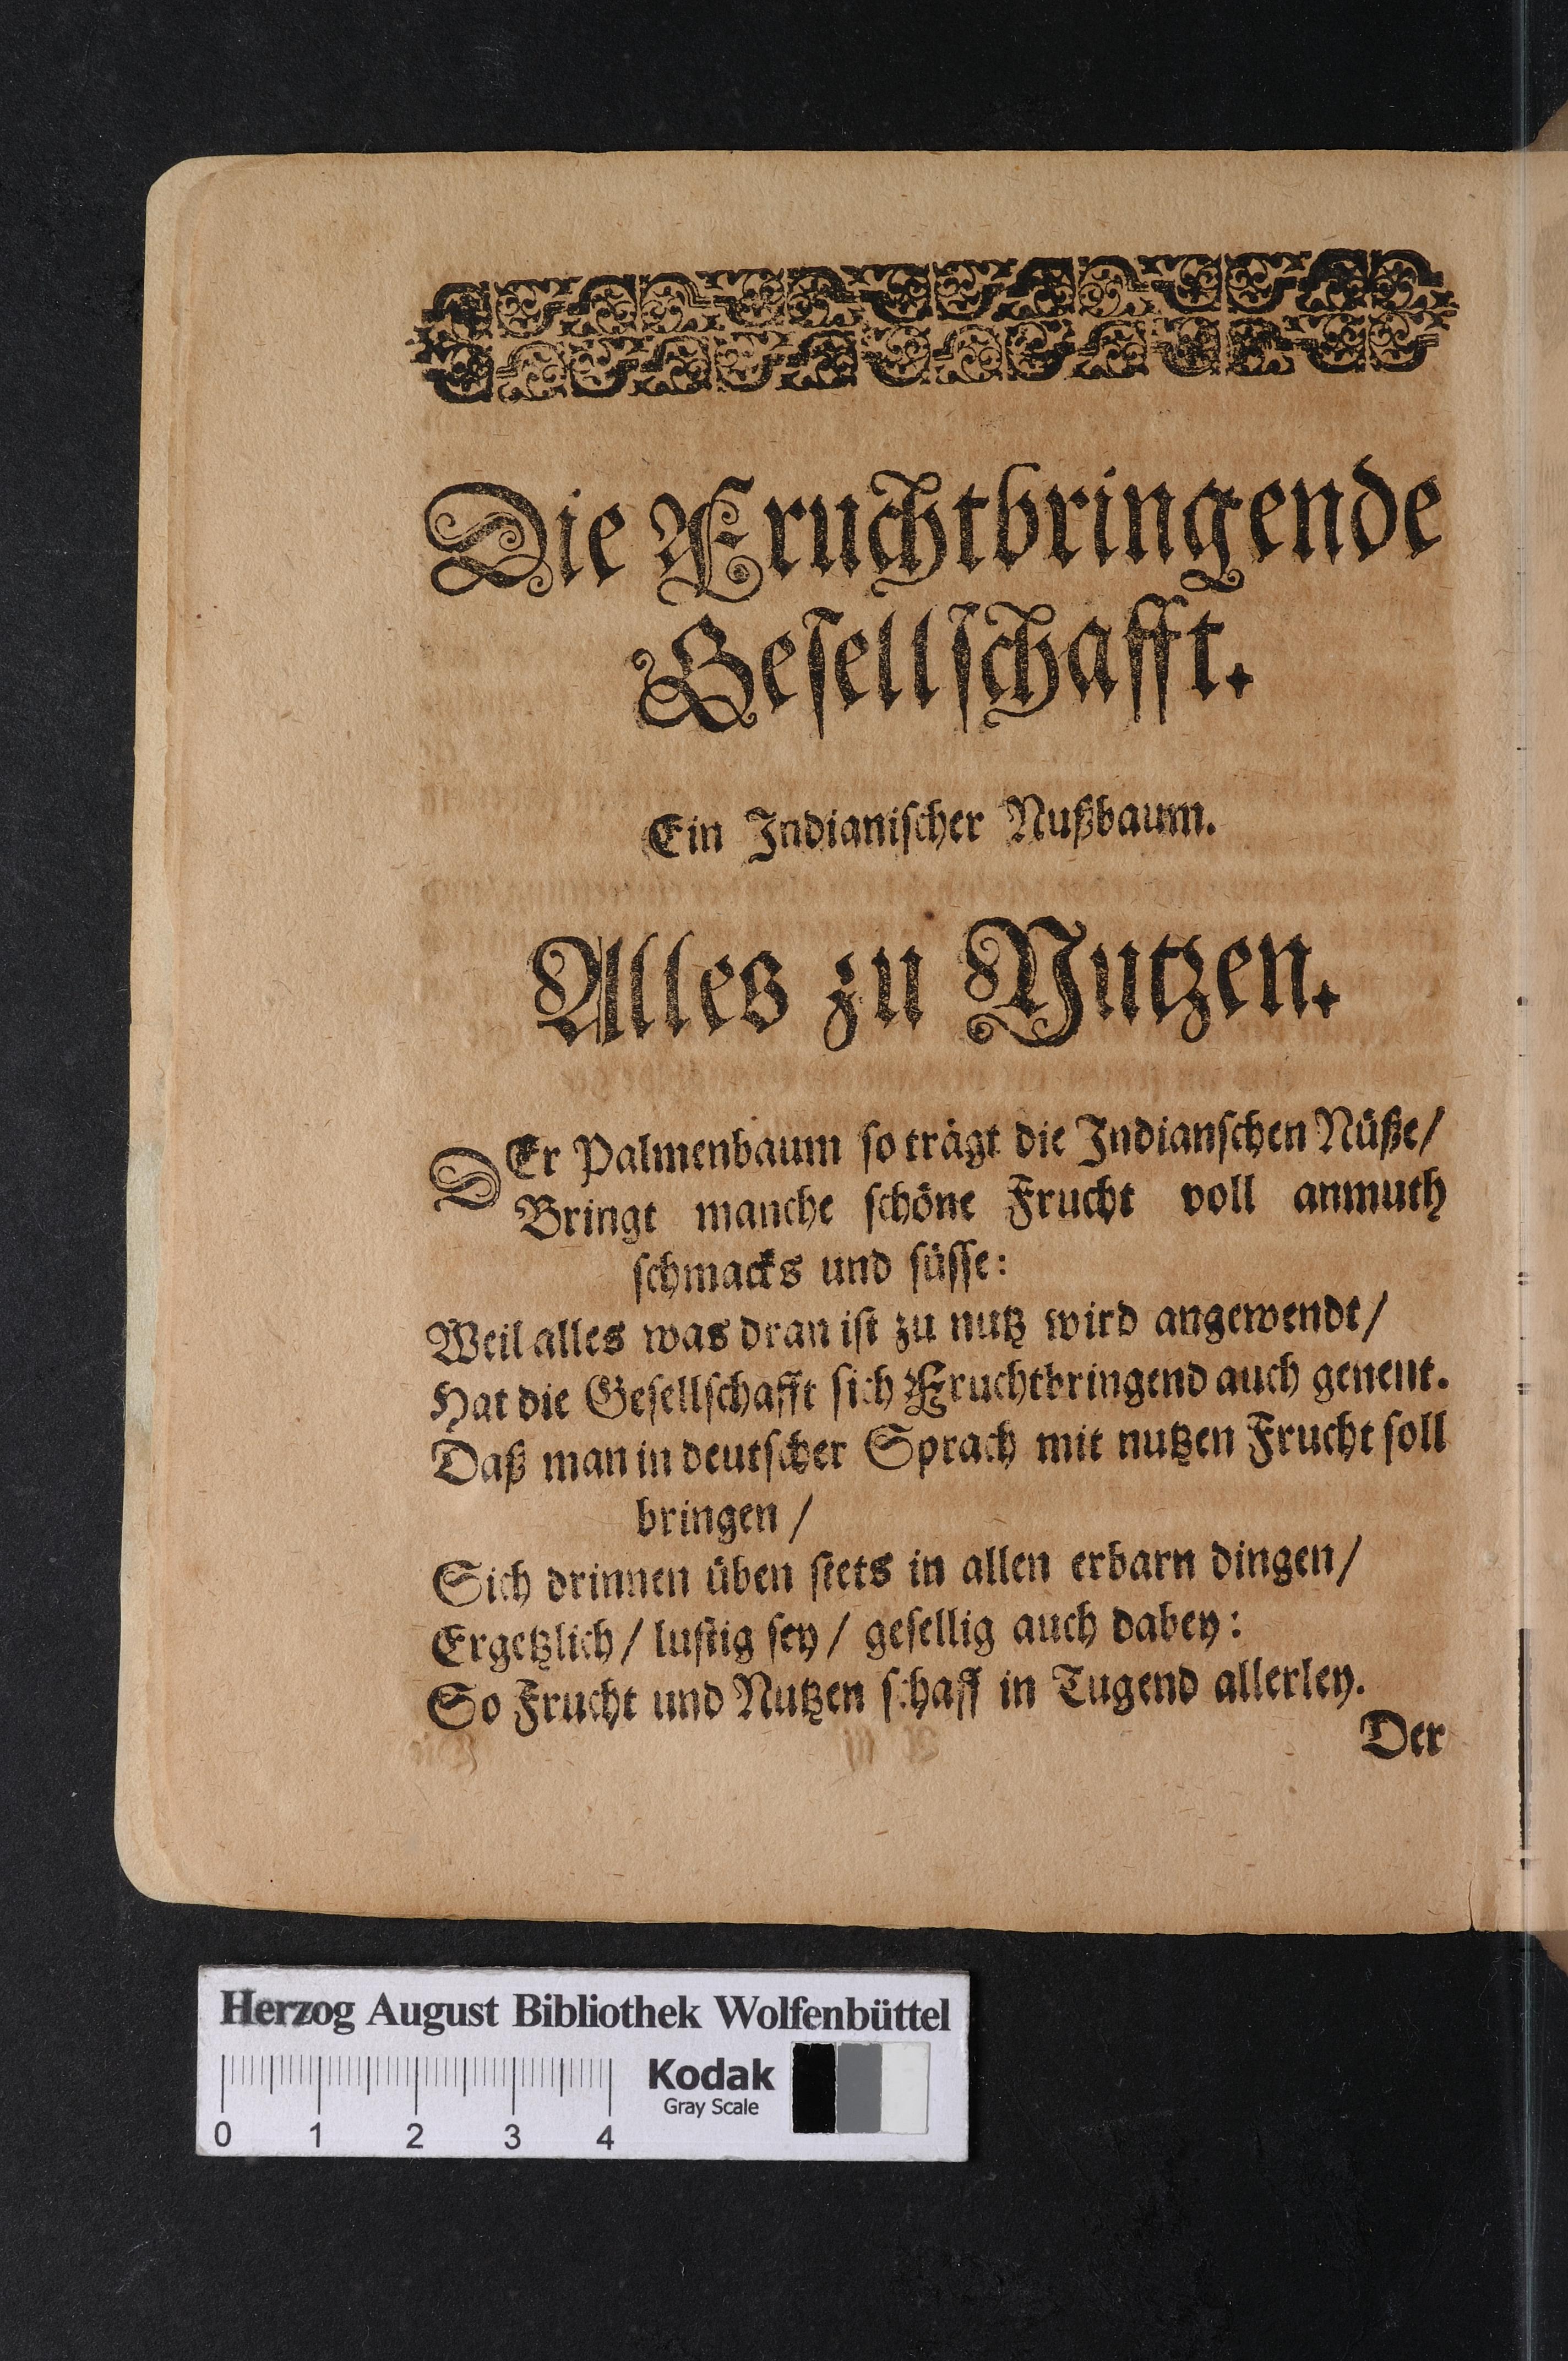 Die Fruchtbringende
Gesellschafft.
Ein Indianischer Nußbaum.
Alles zu Nutzen.
DEr Palmenbaum so trägt die Indianschen Nüße/
Bringt manche schöne Frucht voll anmuth
schmacks und süsse:
Weil alles was dran ist zu nutz wird angewendt/
Hat die Gesellschafft sich Fruchtbringend auch genent.
Daß man in deutscher Sprach mit nutzen Frucht soll
bringen /
Sich drinnen üben stets in allen erbarn dingen/
Ergetzlich/ lustig sey/ gesellig auch dabey:
So Frucht und Nutzen schaff in Tugend allerley.
Der
Herzog August Bibliothek Wolfenbüttel
Kodak
Gray Scale
0 1 2 3 4